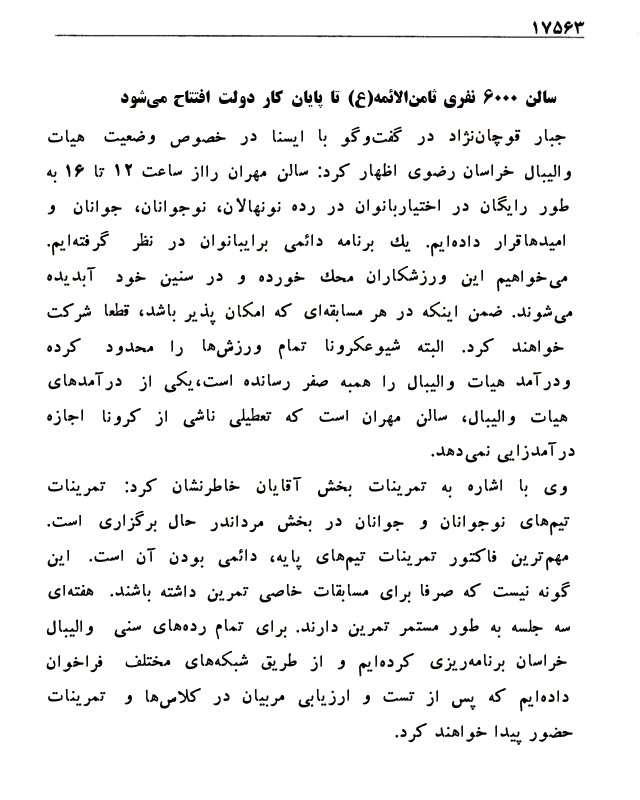 ۱۷۵۶۳
سالن ۶۰۰۰ نفری ثامن‌الائمه(ع) تا پایان کار دولت افتتاح می‌شود
جبار قوچان‌نژاد در گفت‌وگو با ایسنا در خصوص وضعیت هیات
والیبال خراسان رضوی اظهار کرد: سالن مهران رااز ساعت ۱۲ تا ۱۶ به
طور رایگان در اختیاربانوان در رده نونهالان، نوجوانان، جوانان و
امیدهاقرار داده‌ایم. یك برنامه دائمی برایبانوان در نظر گرفته‌ایم.
می‌خواهیم این ورزشکاران محك خورده و در سنین خود آبدیده
می‌شوند. ضمن اینکه در هر مسابقه‌ای که امکان پذیر باشد، قطعا شرکت
خواهند کرد. البته شیوعکرونا تمام ورزش‌ها را محدود کرده
ودرآمد هیات والیبال را همبه صفر رسانده است،یکی از درآمدهای
هیات والیبال، سالن مهران است که تعطیلی ناشی از کرونا اجازه
درآمدزایی نمی‌دهد.
وی با اشاره به تمرینات بخش آقایان خاطرنشان کرد: تمرینات
تیم‌های نوجوانان و جوانان در بخش مرداندر حال برگزاری است.
مهم‌ترین فاکتور تمرینات تیم‌های پایه، دائمی بودن آن است. این
گونه نیست که صرفا برای مسابقات خاصی تمرین داشته باشند. هفته‌ای
سه جلسه به طور مستمر تمرین دارند. برای تمام رده‌های سنی والیبال
خراسان برنامه‌ریزی کرده‌ایم و از طریق شبکه‌های مختلف فراخوان
داده‌ایم که پس از تست و ارزیابی مربیان در کلاس‌ها و تمرینات
حضور پیدا خواهند کرد.